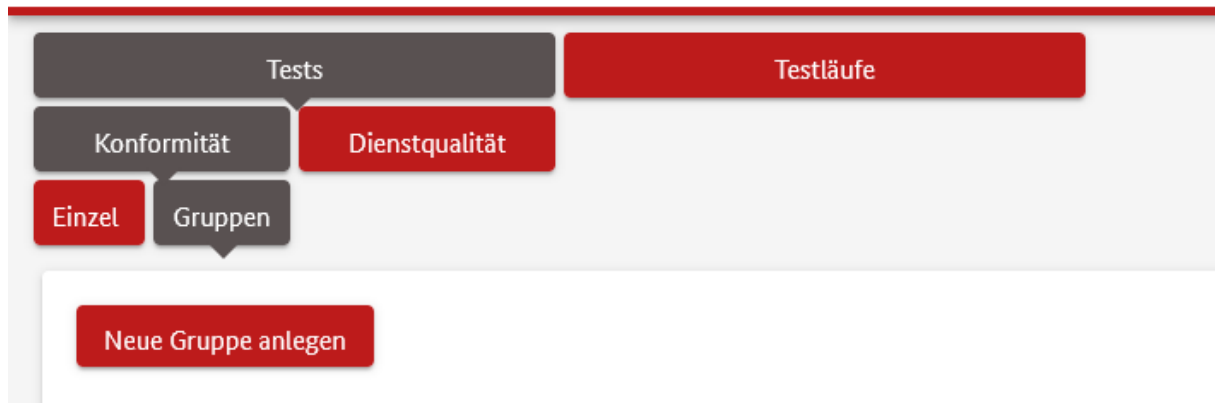 Tests Testläufe
Konformität Dienstqualität
Einzel Gruppen
Neue Gruppe anlegen